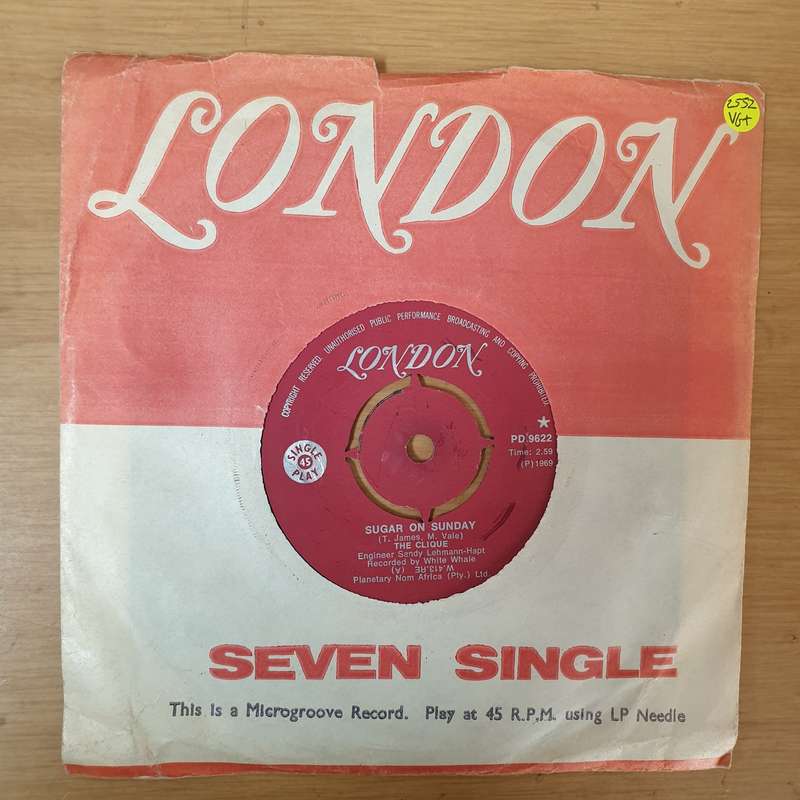 LONDON
2552
VG+
COPYRIGHT RESERVED UNAUTHORISED PUBLIC PERFORMANCE BROADCASTING AND COPYING PROHIBITED.
LONDON
SINGLE
45
PLAY
PD 9622
Time: 2.59
(P) 1969
SUGAR ON SUNDAY
(T. James, M. Vale)
THE CLIQUE
Engineer Sandy Lehmann-Hapt
Recorded by White Whale
W.413.RE (A)
Planetary Nom Africa (Pty.) Ltd
SEVEN SINGLE
This is a Microgroove Record. Play at 45 R.P.M. using LP Needle